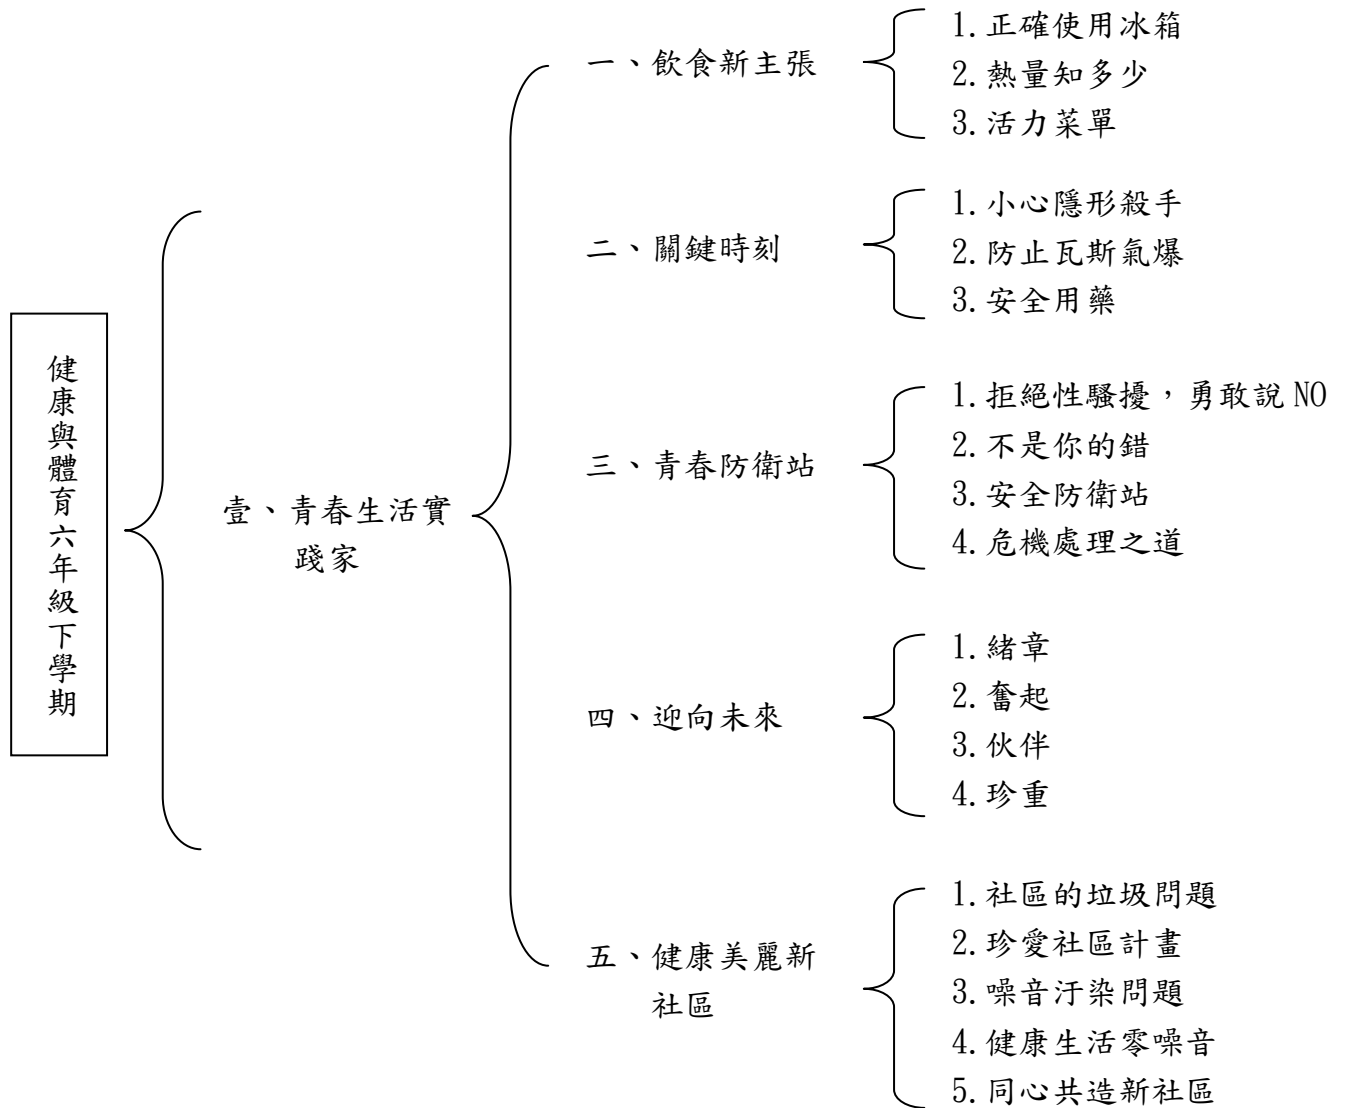 健康與體育六年級下學期
壹、青春生活實
踐家
一、飲食新主張
1.正確使用冰箱
2.熱量知多少
3.活力菜單
二、關鍵時刻
1.小心隱形殺手
2.防止瓦斯氣爆
3.安全用藥
三、青春防衛站
1.拒絕性騷擾，勇敢說 NO
2.不是你的錯
3.安全防衛站
4.危機處理之道
四、迎向未來
1.緒章
2.奮起
3.伙伴
4.珍重
五、健康美麗新
社區
1.社區的垃圾問題
2.珍愛社區計畫
3.噪音汙染問題
4.健康生活零噪音
5.同心共造新社區